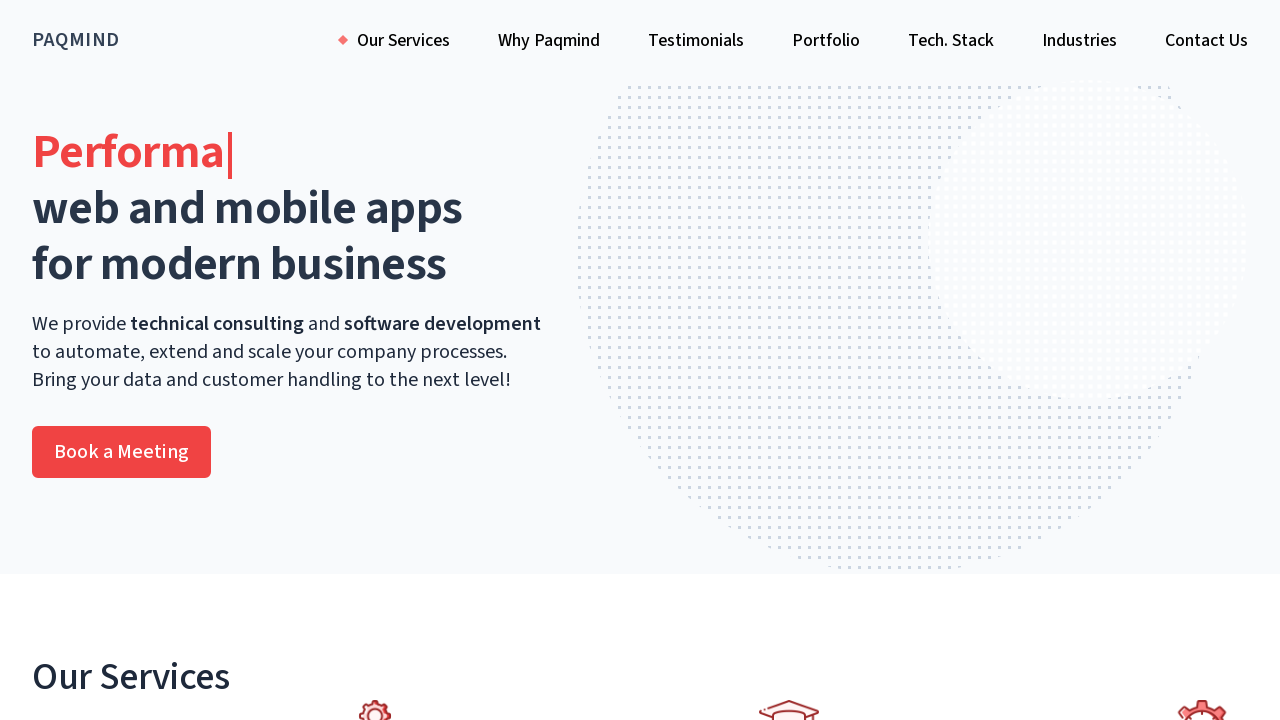 PAQMIND
Our Services
Why Paqmind
Testimonials
Portfolio
Tech. Stack
Industries
Contact Us
Performa
web and mobile apps
for modern business
We provide technical consulting and software development
to automate, extend and scale your company processes.
Bring your data and customer handling to the next level!
Book a Meeting
Our Services